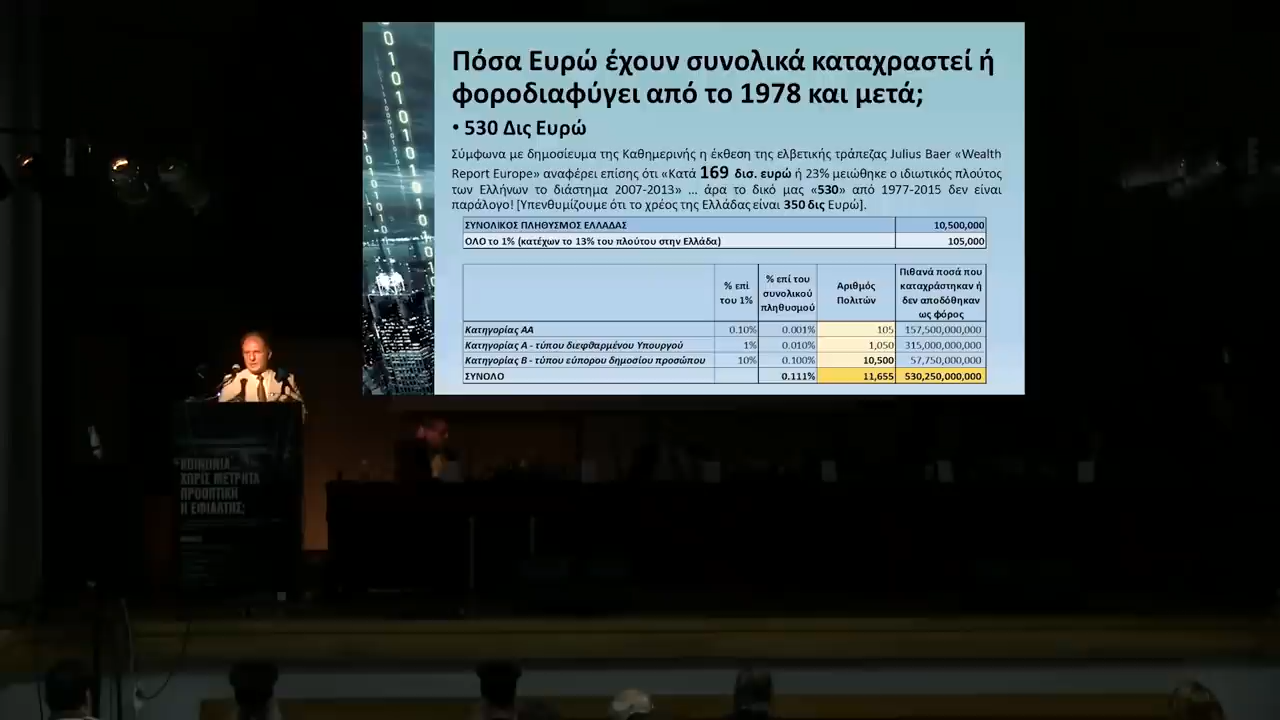 Πόσα Ευρώ έχουν συνολικά καταχραστεί ή
φοροδιαφύγει από το 1978 και μετά;
• 530 Δις Ευρώ
Σύμφωνα με δημοσίευμα της Καθημερινής η έκθεση της ελβετικής τράπεζας Julius Baer «Wealth
Report Europe» αναφέρει επίσης ότι «Κατά 169 δισ. ευρώ ή 23% μειώθηκε ο ιδιωτικός πλούτος
των Ελλήνων το διάστημα 2007-2013» ... άρα το δικό μας «530» από 1977-2015 δεν είναι
παράλογο! [Υπενθυμίζουμε ότι το χρέος της Ελλάδας είναι 350 δις Ευρώ].
ΣΥΝΟΛΙΚΟΣ ΠΛΗΘΥΣΜΟΣ ΕΛΛΑΔΑΣ 10,500,000
ΟΛΟ το 1% (κατέχων το 13% του πλούτου στην Ελλάδα) 105,000
% επί του 1% % επί του συνολικού πληθυσμού Αριθμός Πολιτών Πιθανά ποσά που καταχράστηκαν ή δεν αποδόθηκαν ως φόρος
Κατηγορίας ΑΑ 0.10% 0.001% 105 157,500,000,000
Κατηγορίας Α - τύπου διεφθαρμένου Υπουργού 1% 0.010% 1,050 315,000,000,000
Κατηγορίας Β - τύπου εύπορου δημοσίου προσώπου 10% 0.100% 10,500 57,750,000,000
ΣΥΝΟΛΟ 0.111% 11,655 530,250,000,000
ΚΟΙΝΩΝΙΑ
ΧΩΡΙΣ ΜΕΤΡΗΤΑ
ΠΡΟΟΠΤΙΚΗ
Η ΕΦΙΑΛΤΗΣ;